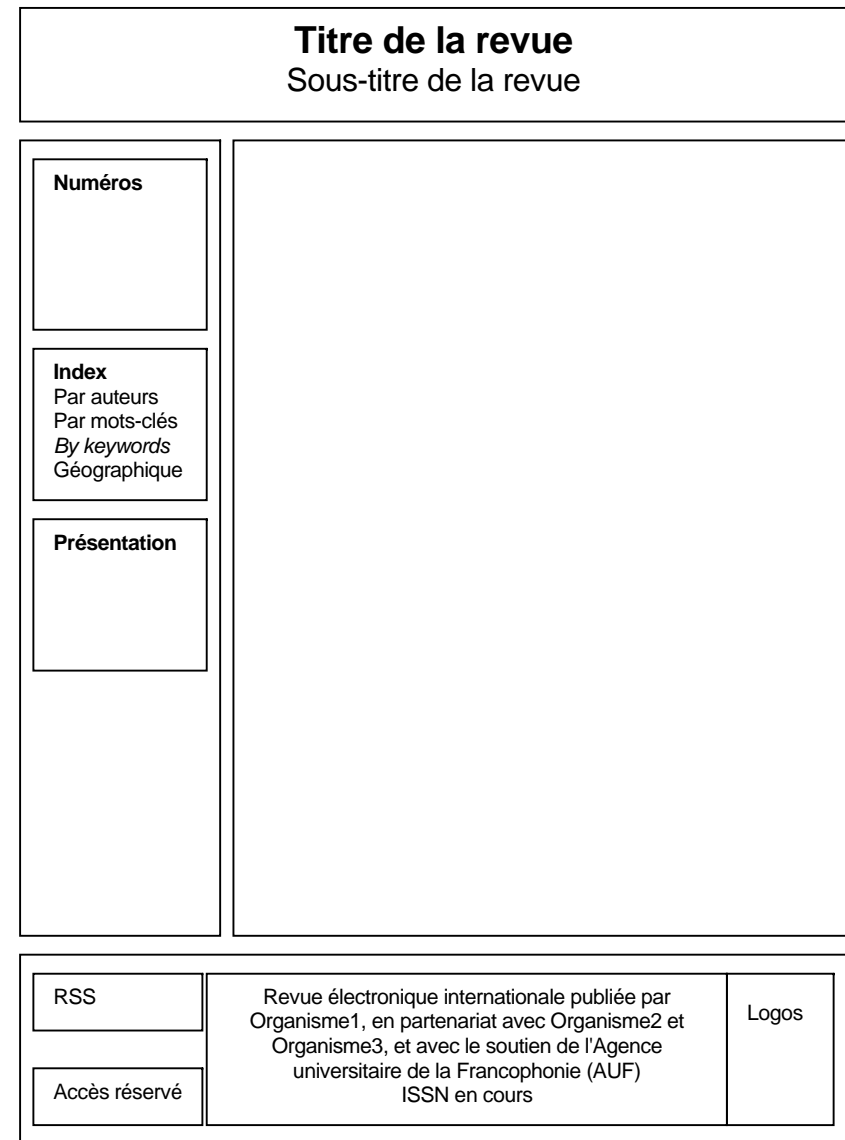 Titre de la revue
Sous-titre de la revue
Numéros
Index
Par auteurs
Par mots-clés
By keywords
Géographique
Présentation
RSS
Accès réservé
Revue électronique internationale publiée par
Organisme1, en partenariat avec Organisme2 et
Organisme3, et avec le soutien de l'Agence
universitaire de la Francophonie (AUF)
ISSN en cours
Logos